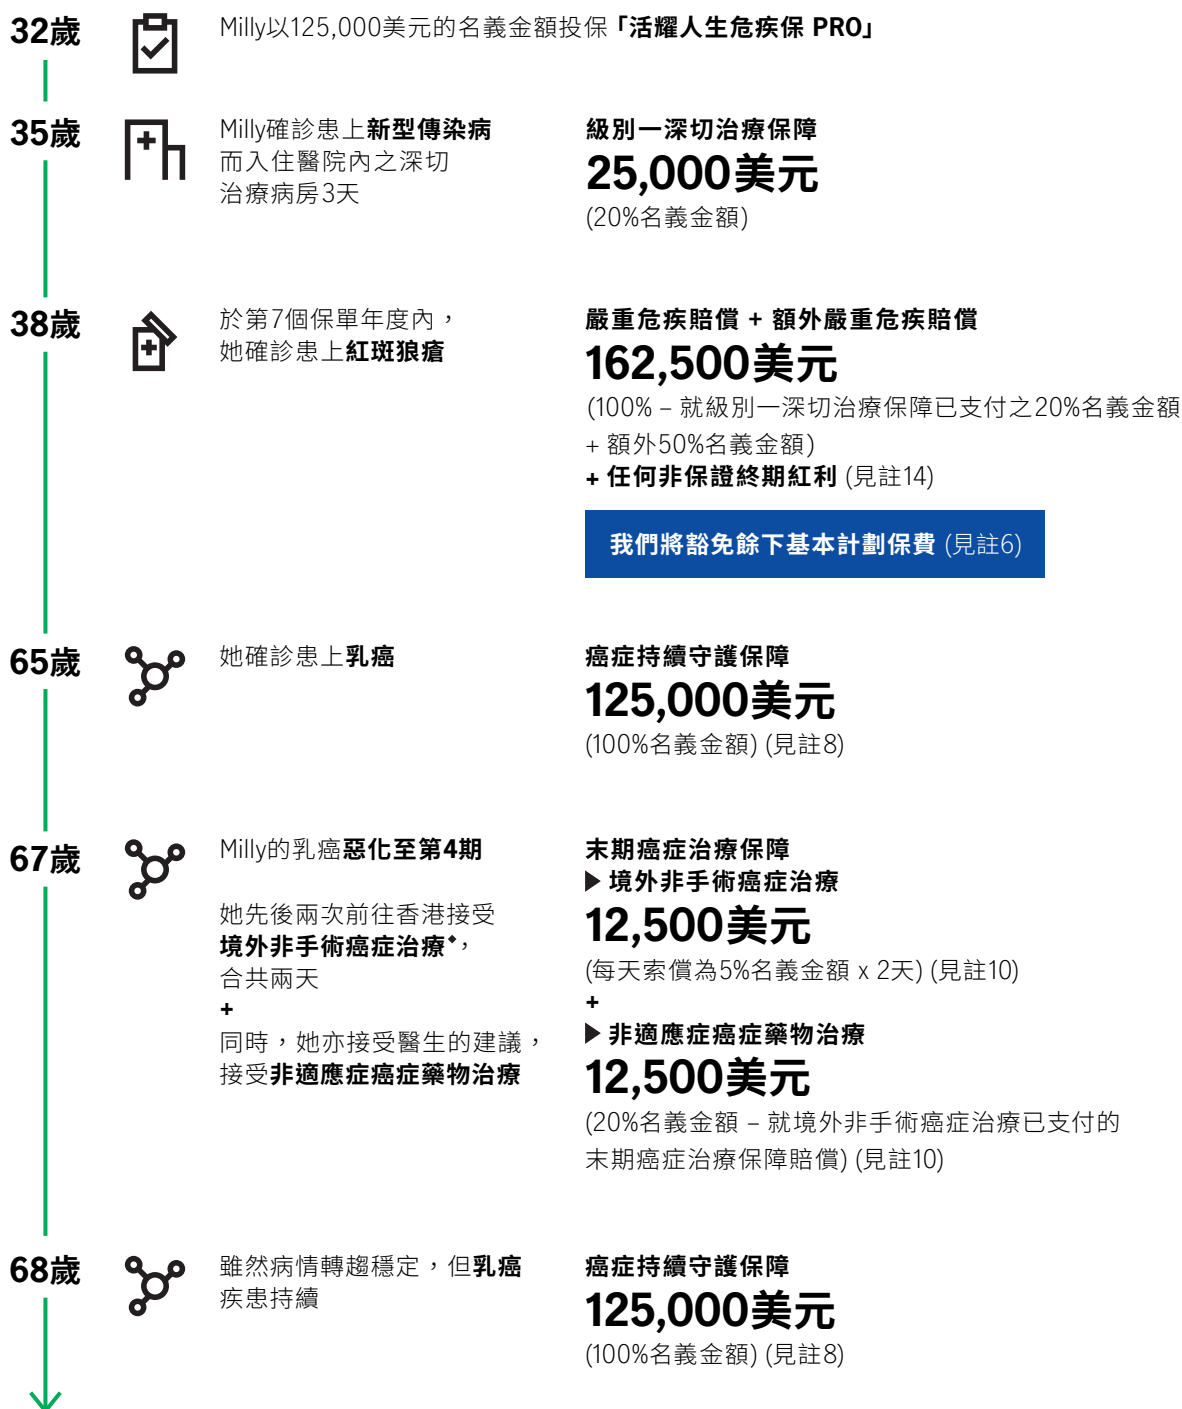 32歲
Milly以125,000美元的名義金額投保「活耀人生危疾保 PRO」
35歲
Milly確診患上新型傳染病
而入住醫院內之深切
治療病房3天
級別一深切治療保障
25,000美元
(20%名義金額)
38歲
於第7個保單年度內，
她確診患上紅斑狼瘡
嚴重危疾賠償 + 額外嚴重危疾賠償
162,500美元
(100% – 就級別一深切治療保障已支付之20%名義金額
+ 額外50%名義金額)
+ 任何非保證終期紅利 (見註14)
我們將豁免餘下基本計劃保費 (見註6)
65歲
她確診患上乳癌
癌症持續守護保障
125,000美元
(100%名義金額) (見註8)
67歲
Milly的乳癌惡化至第4期
她先後兩次前往香港接受
境外非手術癌症治療◆，
合共兩天
+
同時，她亦接受醫生的建議，
接受非適應症癌症藥物治療
末期癌症治療保障
▶ 境外非手術癌症治療
12,500美元
(每天索償為5%名義金額 x 2天) (見註10)
+
▶ 非適應症癌症藥物治療
12,500美元
(20%名義金額 – 就境外非手術癌症治療已支付的
末期癌症治療保障賠償) (見註10)
68歲
雖然病情轉趨穩定，但乳癌
疾患持續
癌症持續守護保障
125,000美元
(100%名義金額) (見註8)